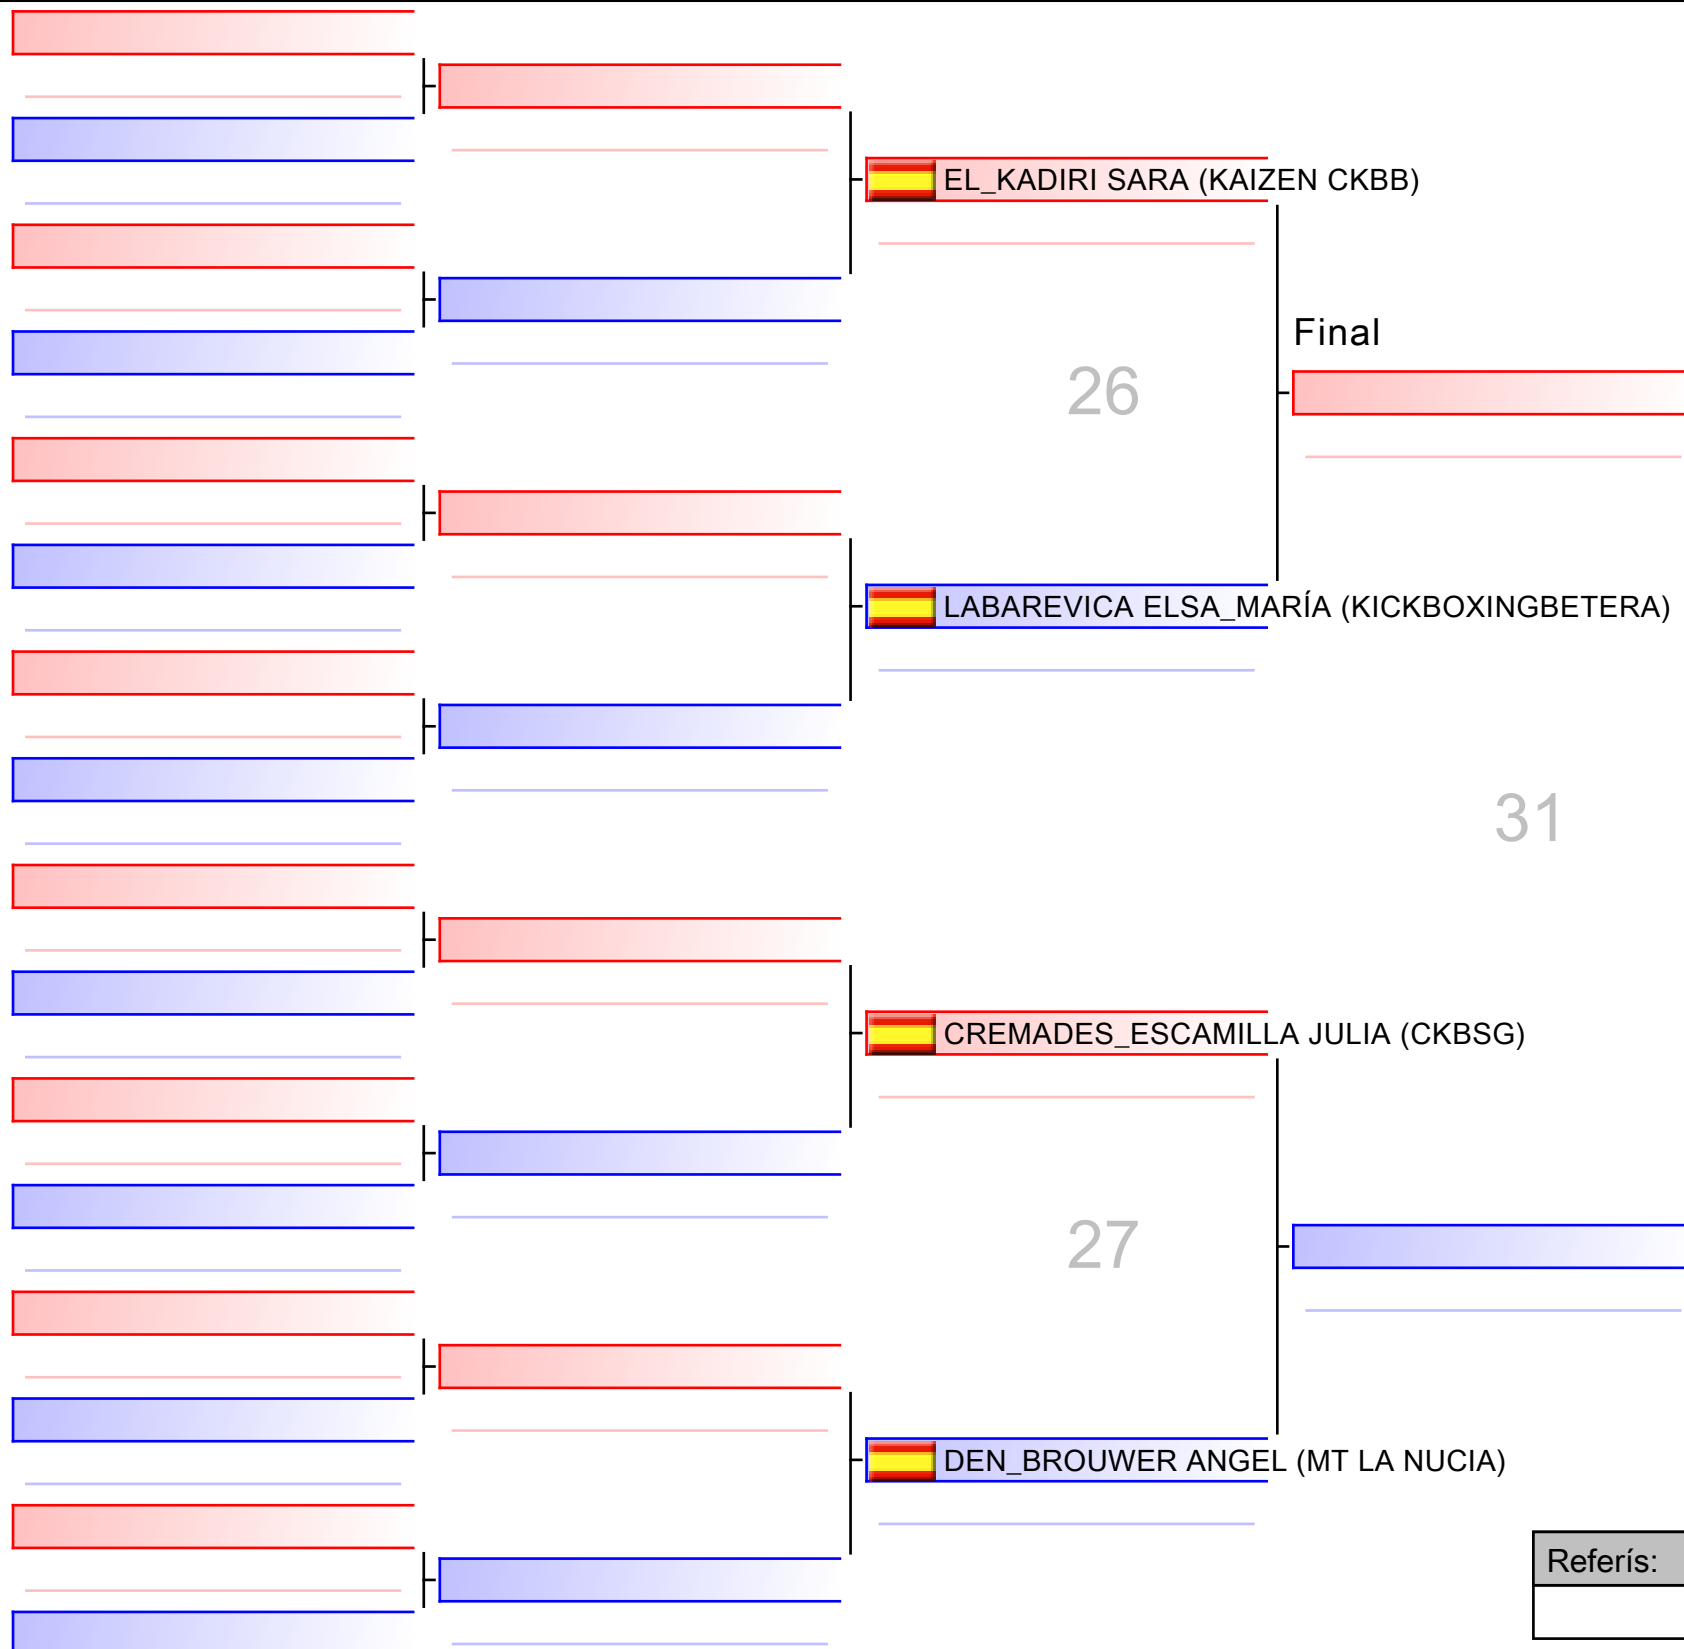 EL_KADIRI SARA (KAIZEN CKBB)
Final
26
LABAREVICA ELSA_MARÍA (KICKBOXINGBETERA)
31
CREMADES_ESCAMILLA JULIA (CKBSG)
27
DEN_BROUWER ANGEL (MT LA NUCIA)
Referís: